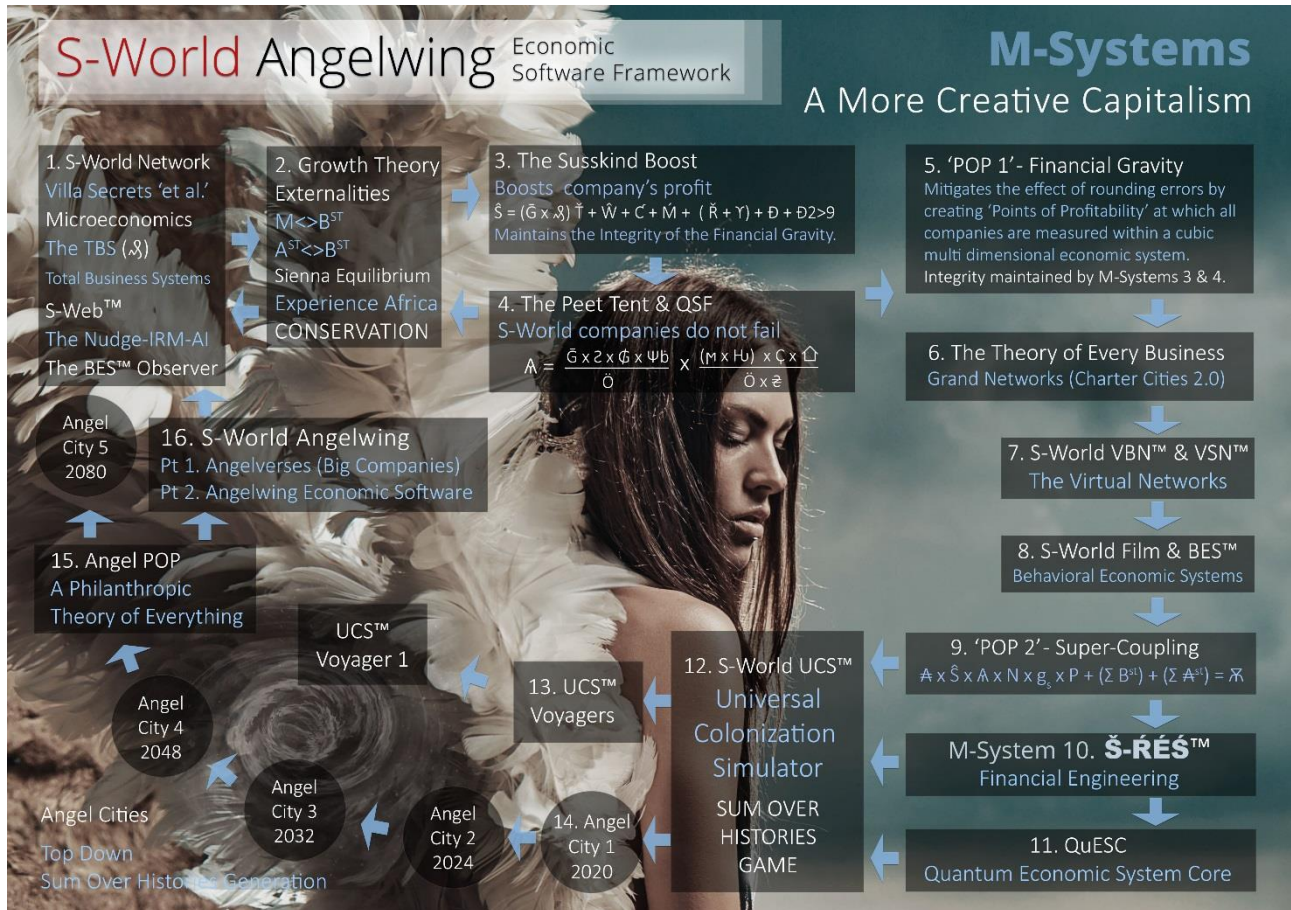 S-World Angelwing
Economic
Software Framework
M-Systems
A More Creative Capitalism
1. S-World Network
Villa Secrets ‘et al.’
Microeconomics
The TBS
Total Business Systems
S-Web™
The Nudge-IRM-AI
The BES™ Observer
2. Growth Theory
Externalities
M<>Bˢᵀ
Aˢᵀ<>Bˢᵀ
Sienna Equilibrium
Experience Africa
CONSERVATION
3. The Susskind Boost
Boosts company’s profit
Maintains the Integrity of the Financial Gravity.
4. The Peet Tent & QSF
S-World companies do not fail
5. ‘POP 1’- Financial Gravity
Mitigates the effect of rounding errors by
creating ‘Points of Profitability’ at which all
companies are measured within a cubic
multi dimensional economic system.
Integrity maintained by M-Systems 3 & 4.
6. The Theory of Every Business
Grand Networks (Charter Cities 2.0)
7. S-World VBN™ & VSN™
The Virtual Networks
8. S-World Film & BES™
Behavioral Economic Systems
9. ‘POP 2’- Super-Coupling
M-System 10. Š-ŔÉŚ™
Financial Engineering
11. QuESC
Quantum Economic System Core
12. S-World UCS™
Universal
Colonization
Simulator
SUM OVER
HISTORIES
GAME
13. UCS™
Voyagers
UCS™
Voyager 1
14. Angel
City 1
2020
Angel
City 2
2024
Angel
City 3
2032
Angel
City 4
2048
Angel Cities
Top Down
Sum Over Histories Generation
15. Angel POP
A Philanthropic
Theory of Everything
Angel
City 5
2080
16. S-World Angelwing
Pt 1. Angelverses (Big Companies)
Pt 2. Angelwing Economic Software